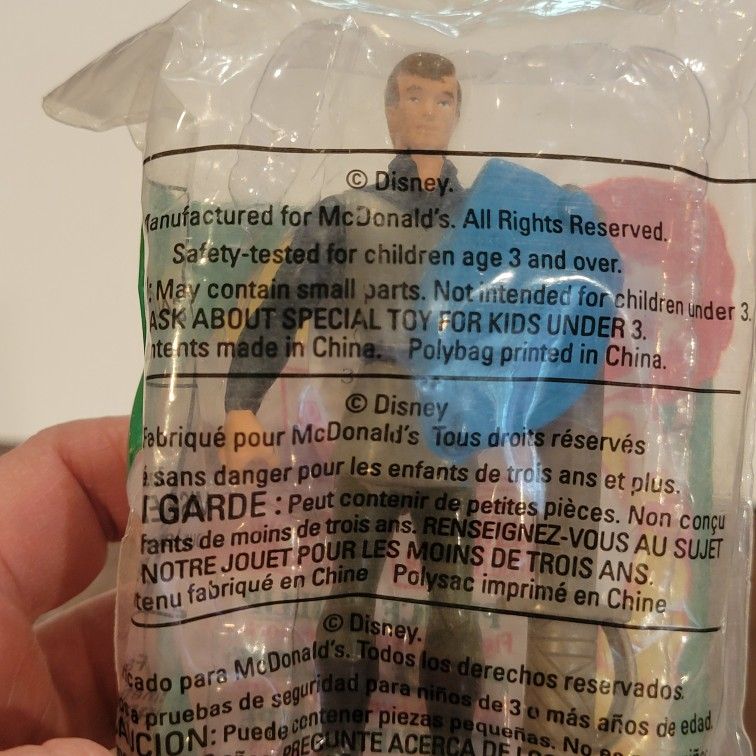 © Disney.
Manufactured for McDonald's. All Rights Reserved.
Safety-tested for children age 3 and over.
: May contain small parts. Not intended for children under 3.
ASK ABOUT SPECIAL TOY FOR KIDS UNDER 3.
ntents made in China. Polybag printed in China.
© Disney
Fabriqué pour McDonald's Tous droits réservés
sans danger pour les enfants de trois ans et plus.
GARDE : Peut contenir de petites pièces. Non conçu
fants de moins de trois ans. RENSEIGNEZ-VOUS AU SUJET
NOTRE JOUET POUR LES MOINS DE TROIS ANS.
tenu fabriqué en Chine Polysac imprimé en Chine
© Disney.
cado para McDonald's. Todos los derechos reservados.
a pruebas de seguridad para niños de 3 o más años de edad.
CION: Puede contener piezas pequeñas. No
PREGUNTE ACERCA DE